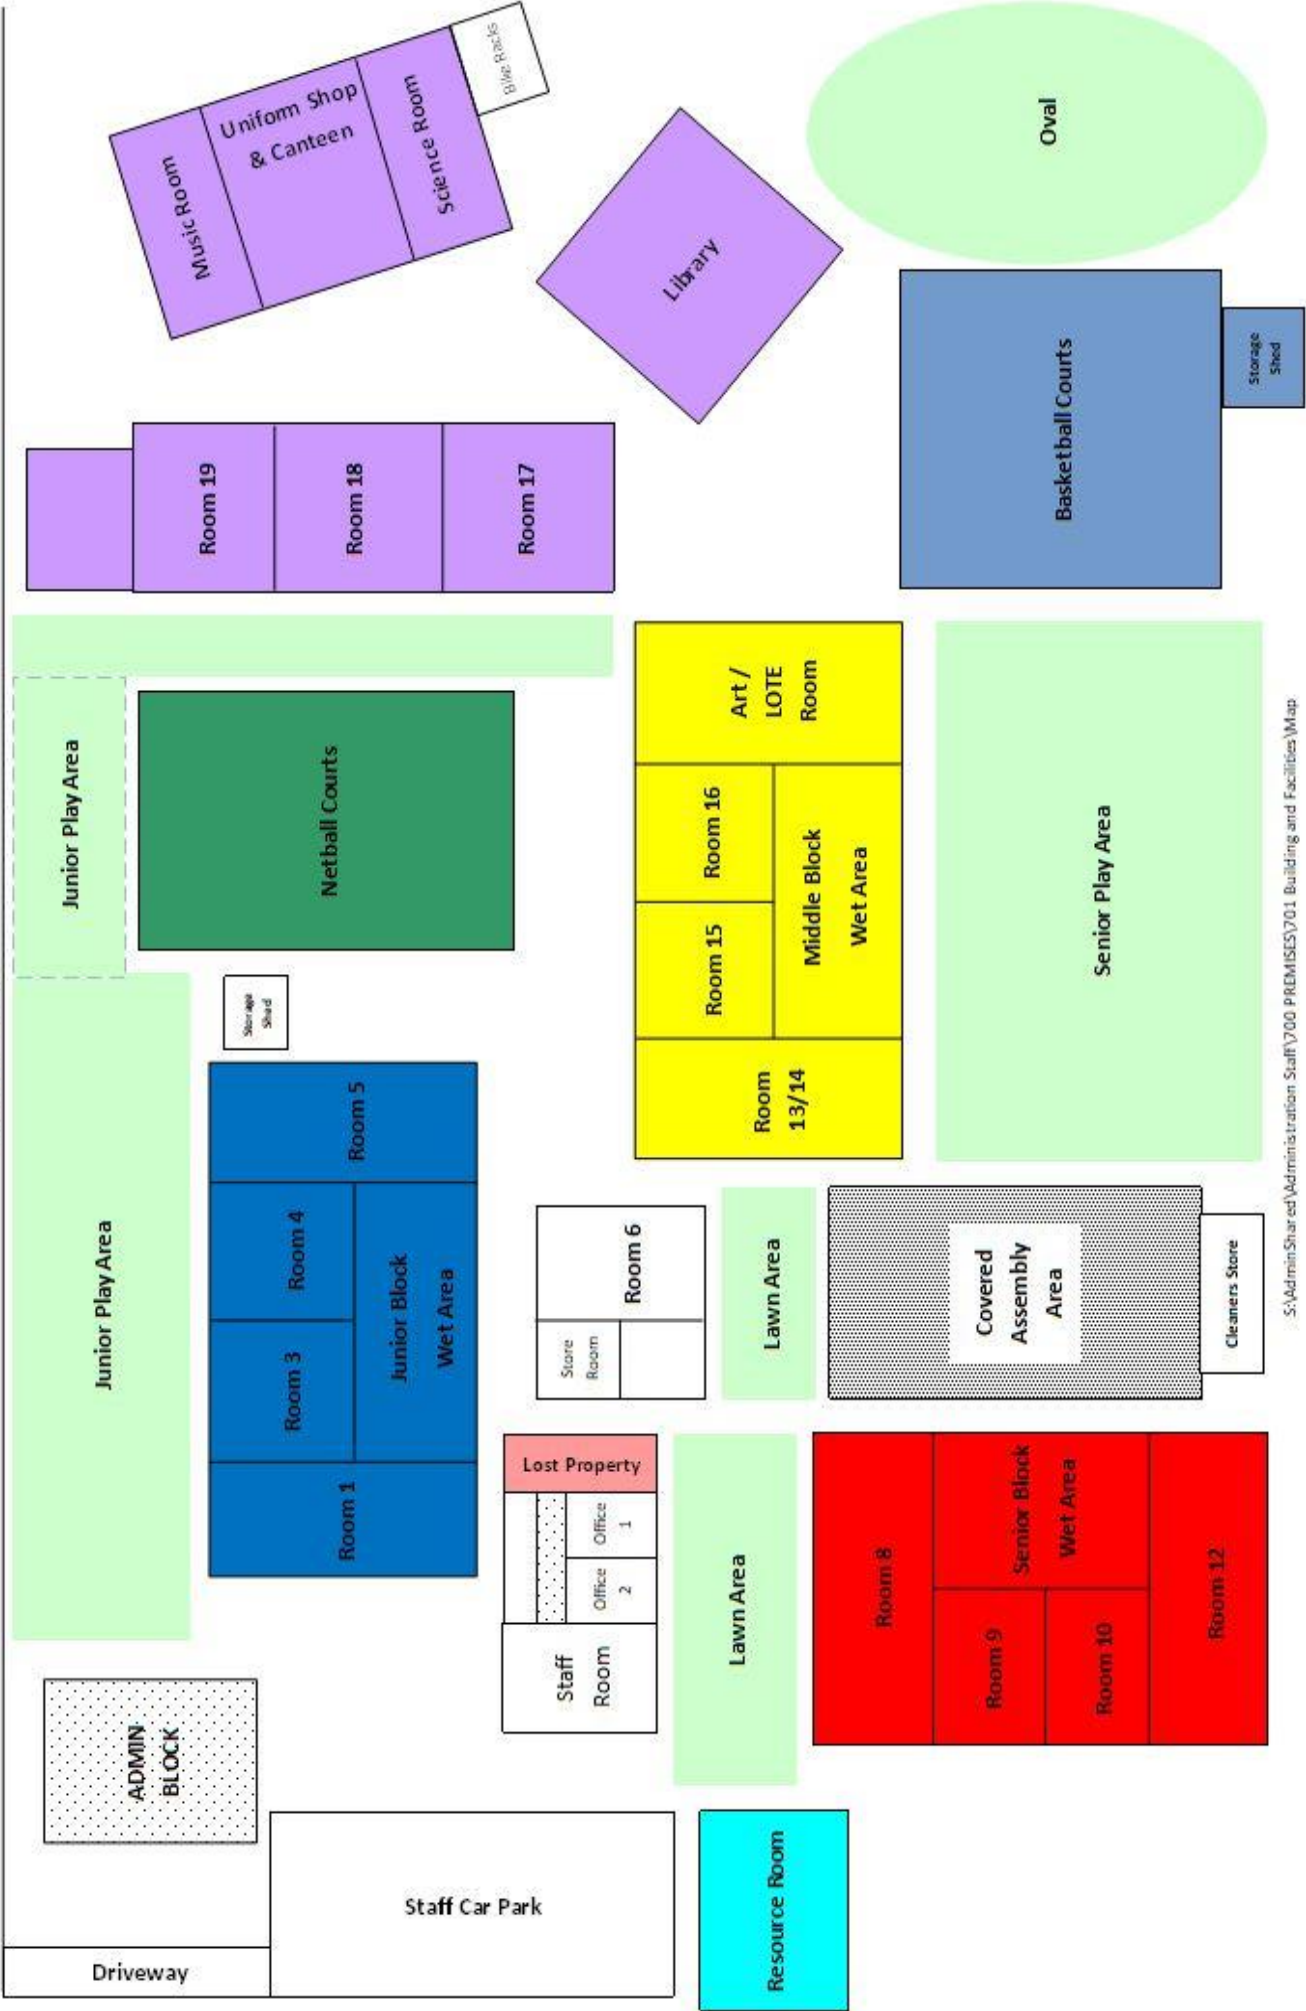 Bike Racks
Music Room
Uniform Shop
& Canteen
Science Room
Library
Oval
Basketball Courts
Storage
Shed
Room 19
Room 18
Room 17
Junior Play Area
Netball Courts
Art /
LOTE
Room
Room 16
Room 15
Middle Block
Wet Area
Room
13/14
Senior Play Area
Storage
Shed
Junior Play Area
Room 5
Room 4
Room 3
Junior Block
Wet Area
Room 1
Room 6
Store
Room
Lawn Area
Covered
Assembly
Area
Cleaners Store
Lost Property
Office
1
Office
2
Staff
Room
Lawn Area
Room 8
Senior Block
Wet Area
Room 9
Room 10
Room 12
ADMIN
BLOCK
Staff Car Park
Driveway
Resource Room
S:\AdminShared\Administration Staff\700 PREMISES\701 Building and Facilities\Map